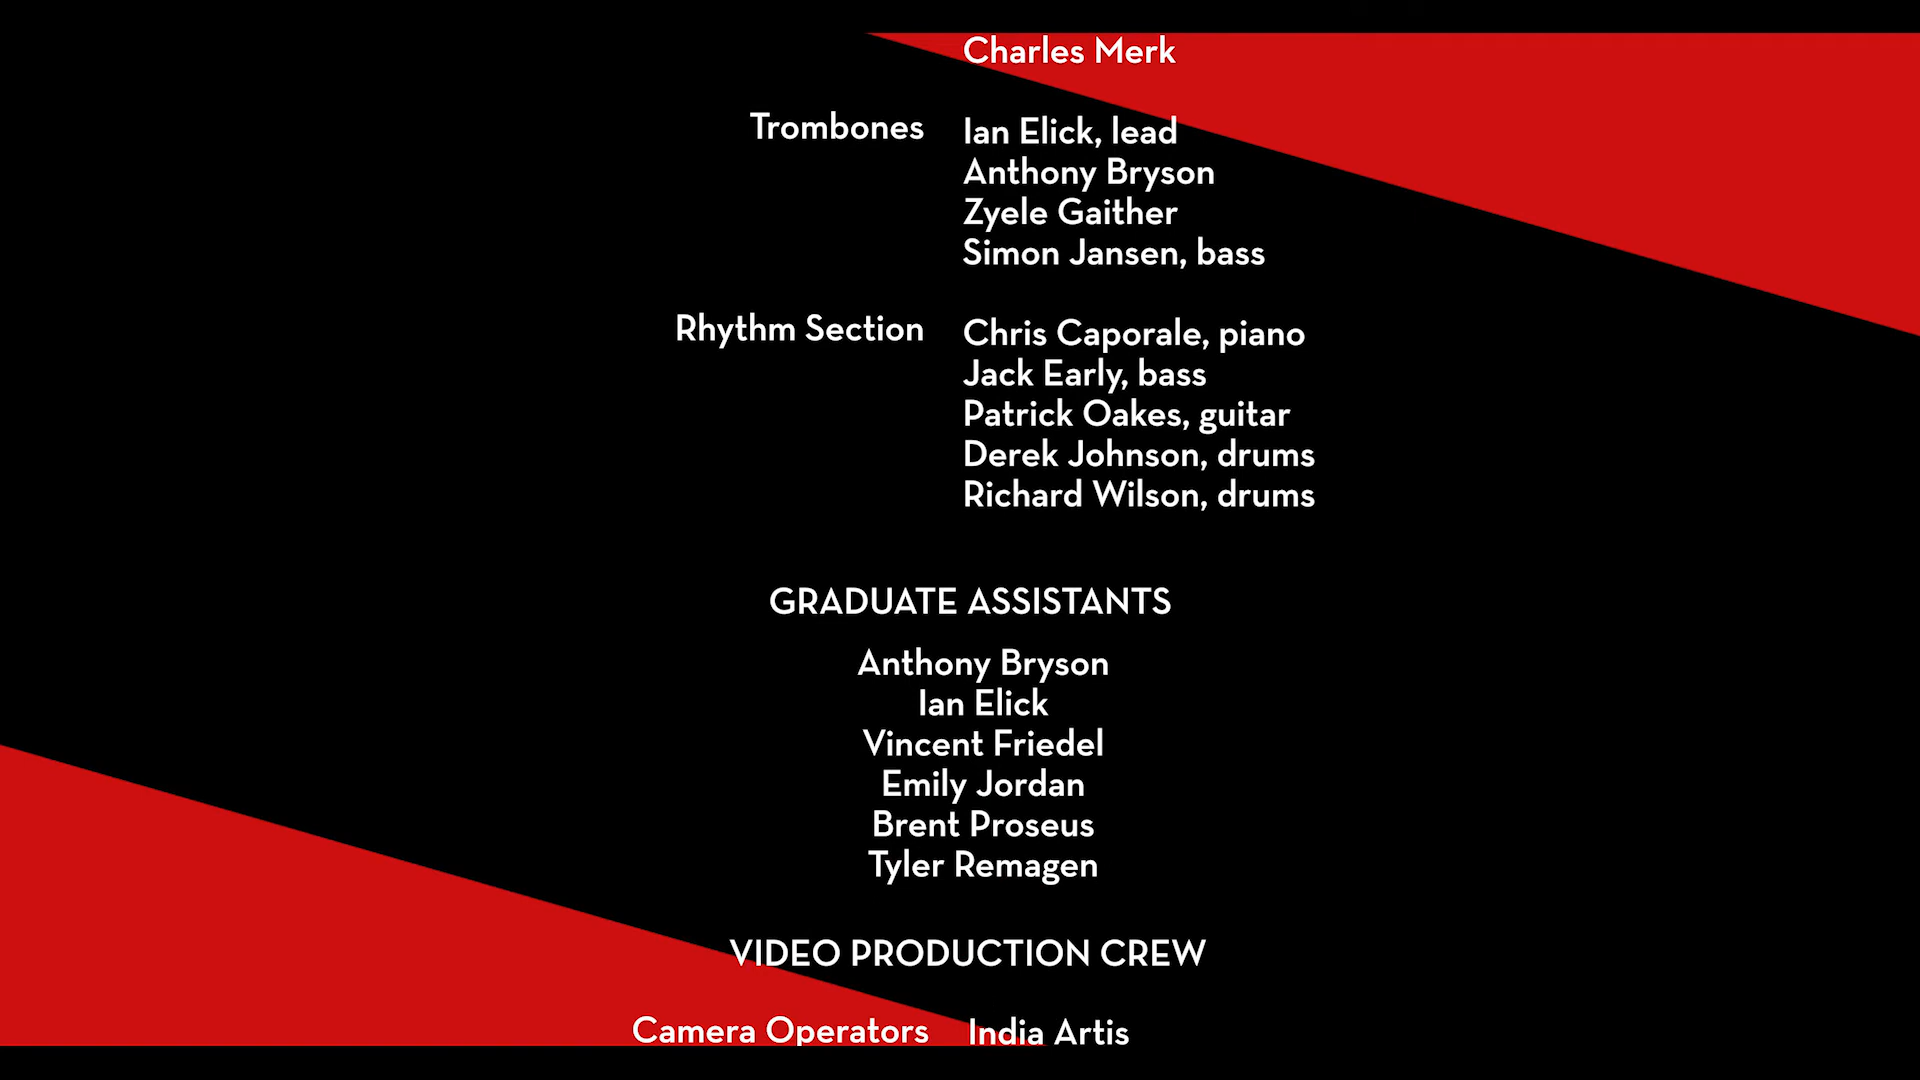 Charles Merk
Trombones Ian Elick, lead
Anthony Bryson
Zyele Gaither
Simon Jansen, bass
Rhythm Section Chris Caporale, piano
Jack Early, bass
Patrick Oakes, guitar
Derek Johnson, drums
Richard Wilson, drums
GRADUATE ASSISTANTS
Anthony Bryson
Ian Elick
Vincent Friedel
Emily Jordan
Brent Proseus
Tyler Remagen
VIDEO PRODUCTION CREW
Camera Operators India Artis